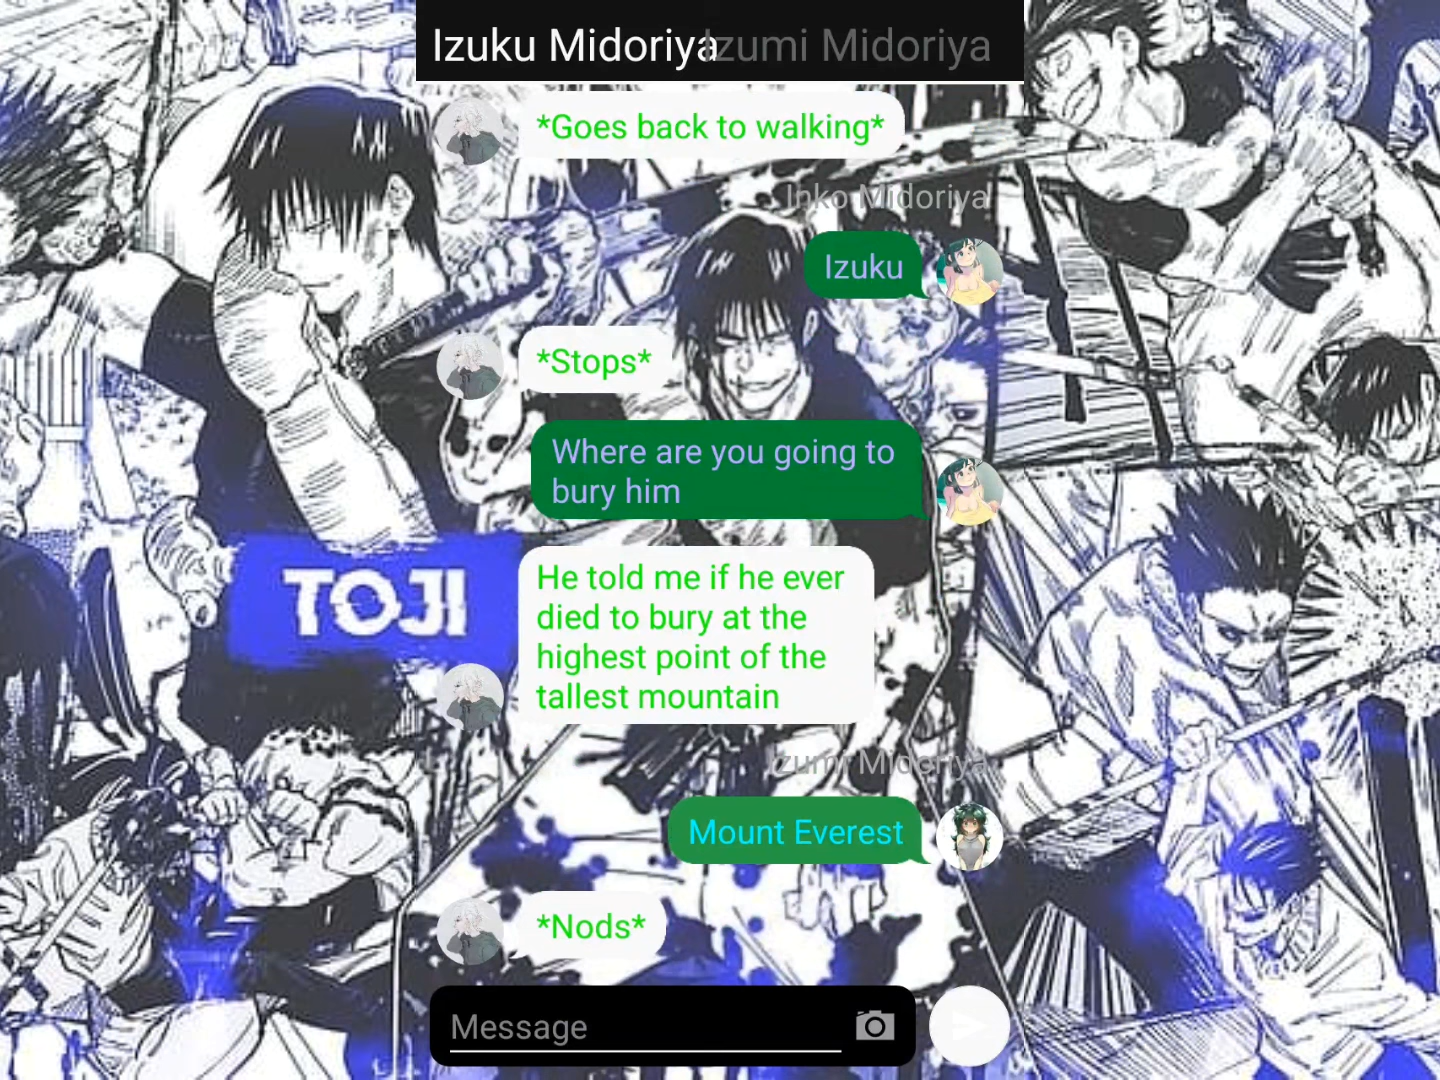 Izuku Midoriya Izumi Midoriya
*Goes back to walking*
Inko Midoriya
Izuku
*Stops*
Where are you going to
bury him
TOJI
He told me if he ever
died to bury at the
highest point of the
tallest mountain
Izumi Midoriya
Mount Everest
*Nods*
Message